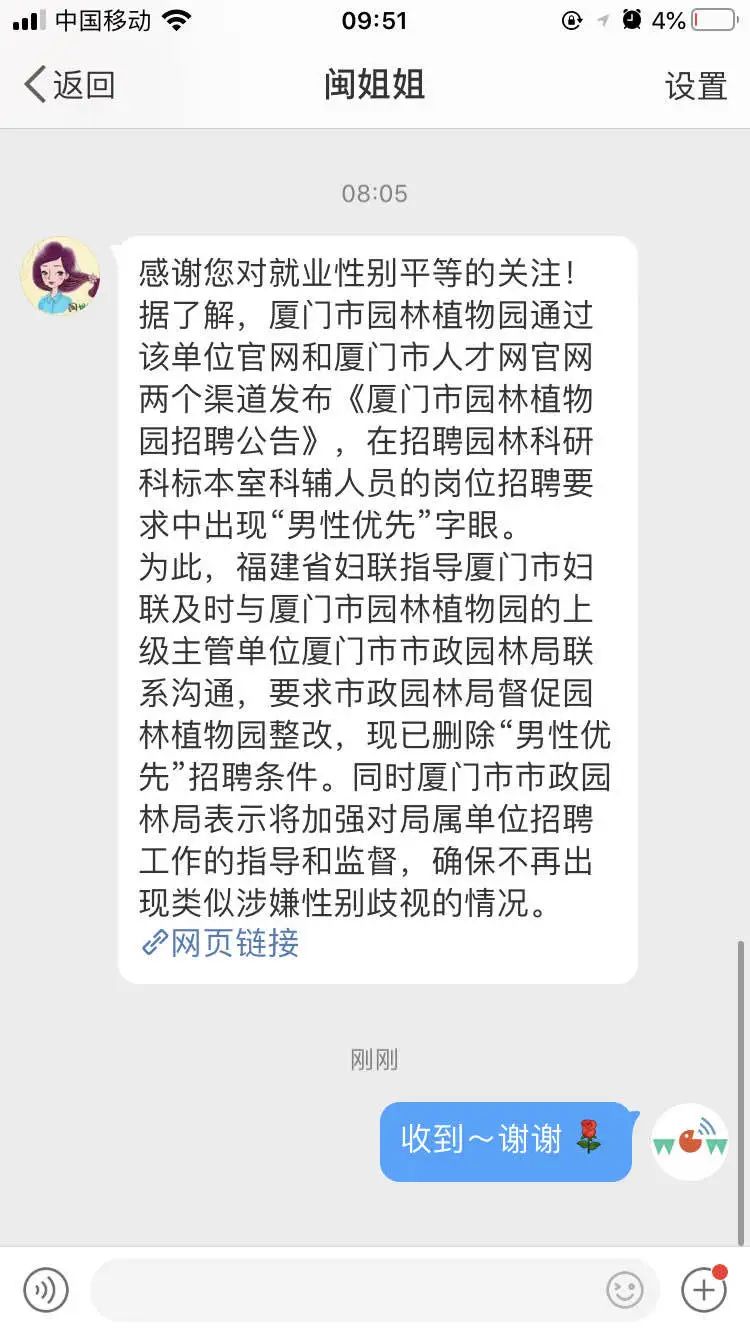 中国移动
09:51
4%
返回
闽姐姐
设置
08:05
感谢您对就业性别平等的关注！
据了解，厦门市园林植物园通过
该单位官网和厦门市人才网官网
两个渠道发布《厦门市园林植物
园招聘公告》，在招聘园林科研
科标本室科辅人员的岗位招聘要
求中出现“男性优先”字眼。
为此，福建省妇联指导厦门市妇
联及时与厦门市园林植物园的上
级主管单位厦门市市政园林局联
系沟通，要求市政园林局督促园
林植物园整改，现已删除“男性优
先”招聘条件。同时厦门市市政园
林局表示将加强对局属单位招聘
工作的指导和监督，确保不再出
现类似涉嫌性别歧视的情况。
网页链接
刚刚
收到～谢谢🌹